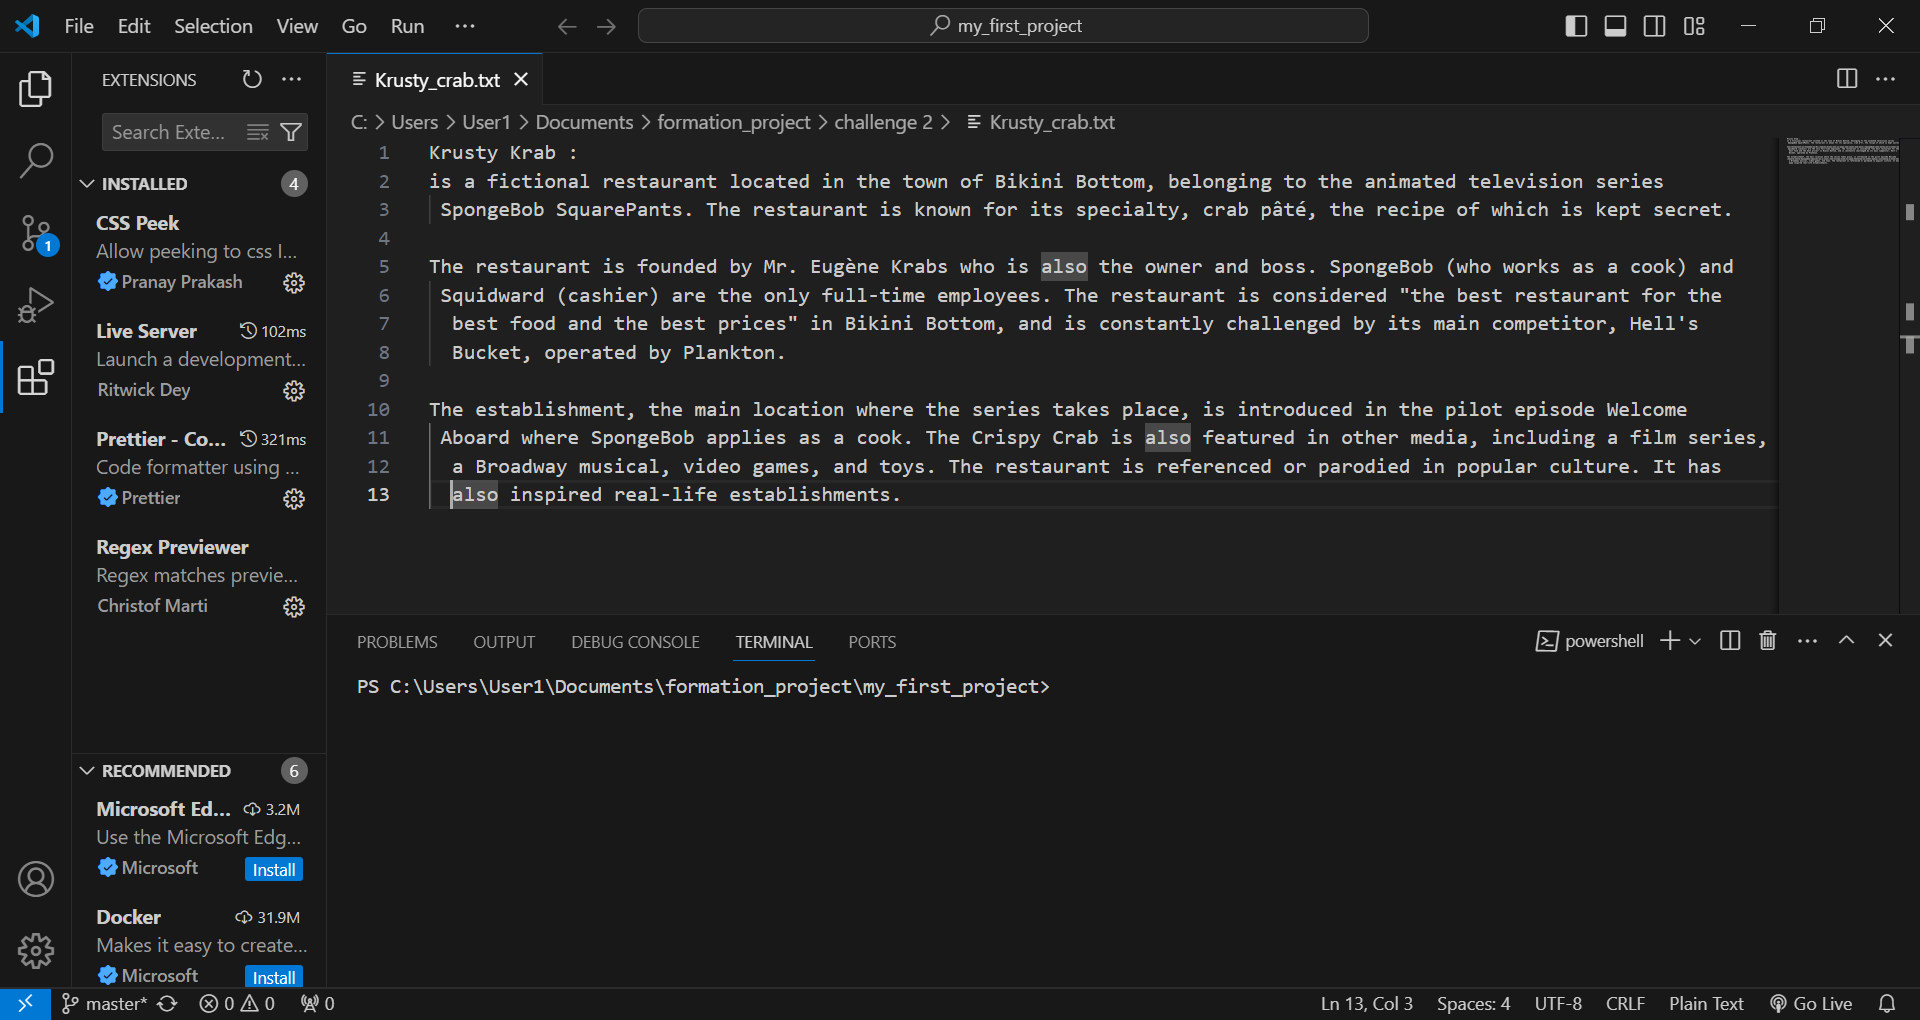 File Edit Selection View Go Run ···
my_first_project
EXTENSIONS
Search Exte...
INSTALLED 4
CSS Peek
Allow peeking to css I...
Pranay Prakash
Live Server 102ms
Launch a development...
Ritwick Dey
Prettier - Co... 321ms
Code formatter using ...
Prettier
Regex Previewer
Regex matches previe...
Christof Marti
RECOMMENDED 6
Microsoft Ed... 3.2M
Use the Microsoft Edg...
Microsoft Install
Docker 31.9M
Makes it easy to create...
Microsoft Install
1
Krusty_crab.txt
C: > Users > User1 > Documents > formation_project > challenge 2 > Krusty_crab.txt
1 Krusty Krab :
2 is a fictional restaurant located in the town of Bikini Bottom, belonging to the animated television series
3 SpongeBob SquarePants. The restaurant is known for its specialty, crab pâté, the recipe of which is kept secret.
4
5 The restaurant is founded by Mr. Eugène Krabs who is also the owner and boss. SpongeBob (who works as a cook) and
6 Squidward (cashier) are the only full-time employees. The restaurant is considered "the best restaurant for the
7 best food and the best prices" in Bikini Bottom, and is constantly challenged by its main competitor, Hell's
8 Bucket, operated by Plankton.
9
10 The establishment, the main location where the series takes place, is introduced in the pilot episode Welcome
11 Aboard where SpongeBob applies as a cook. The Crispy Crab is also featured in other media, including a film series,
12 a Broadway musical, video games, and toys. The restaurant is referenced or parodied in popular culture. It has
13 also inspired real-life establishments.
PROBLEMS OUTPUT DEBUG CONSOLE TERMINAL PORTS
powershell
PS C:\Users\User1\Documents\formation_project\my_first_project>
master* 0 0 0
Ln 13, Col 3 Spaces: 4 UTF-8 CRLF Plain Text Go Live